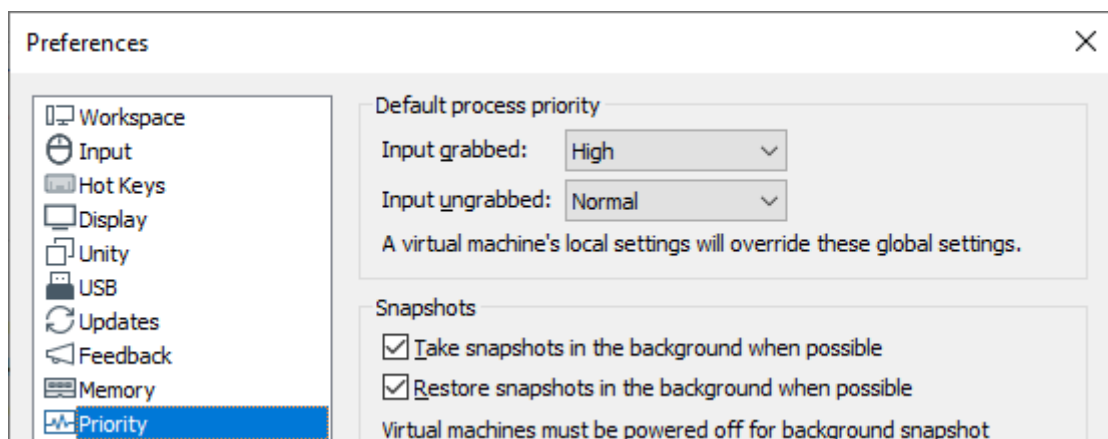 Preferences
Workspace
Input
Hot Keys
Display
Unity
USB
Updates
Feedback
Memory
Priority
Default process priority
Input grabbed: High
Input ungrabbed: Normal
A virtual machine's local settings will override these global settings.
Snapshots
Take snapshots in the background when possible
Restore snapshots in the background when possible
Virtual machines must be powered off for background snapshot